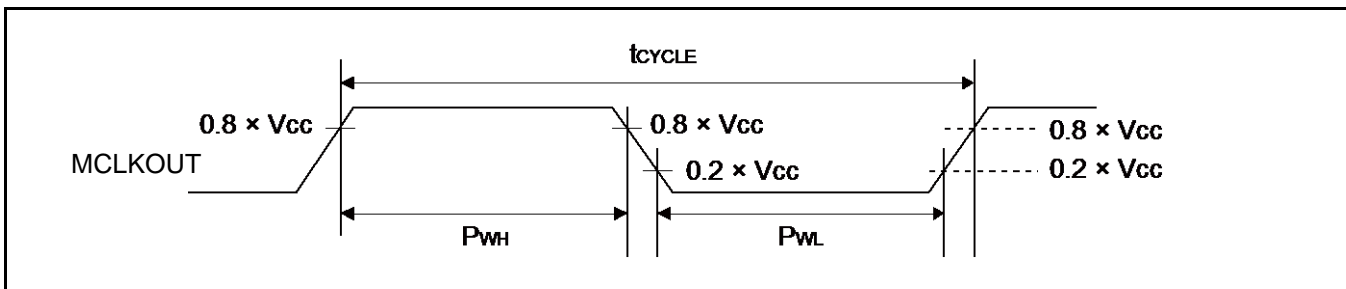 tCYCLE
0.8 × Vcc
0.8 × Vcc
0.8 × Vcc
MCLKOUT
0.2 × Vcc
0.2 × Vcc
PWH
PWL